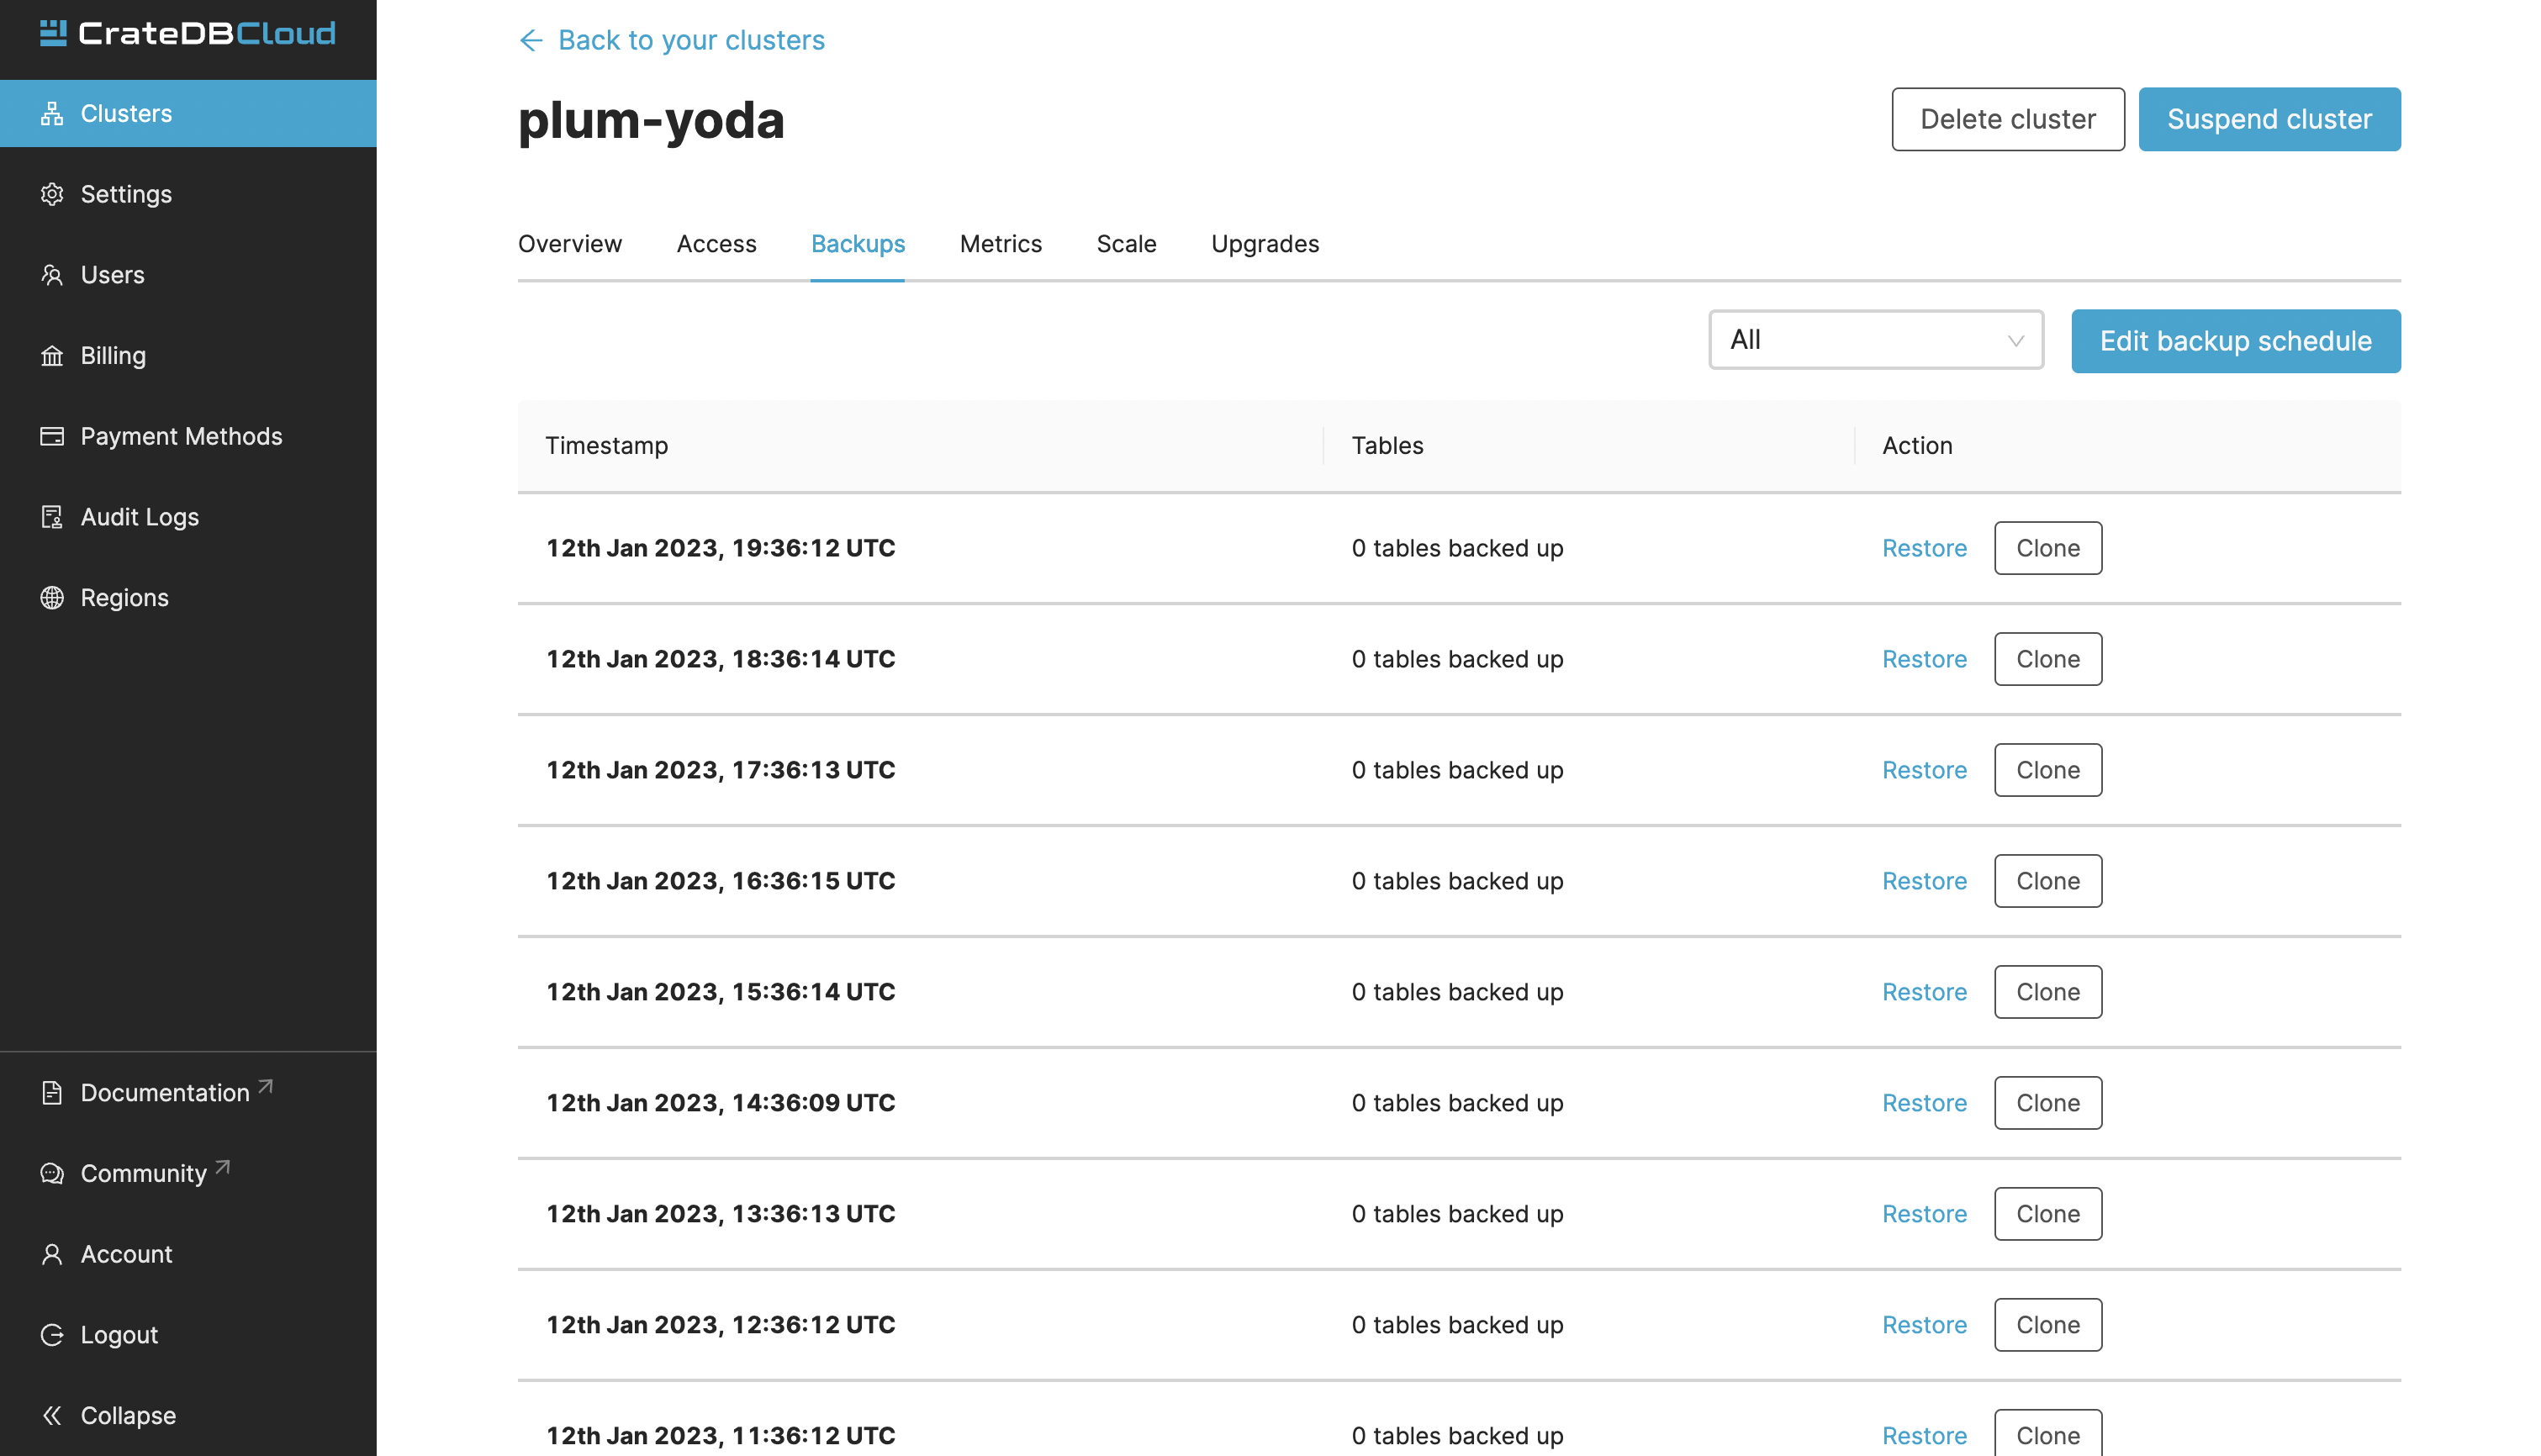 CrateDBCloud
Clusters
Settings
Users
Billing
Payment Methods
Audit Logs
Regions
Documentation
Community
Account
Logout
Collapse
Back to your clusters
plum-yoda
Delete cluster
Suspend cluster
Overview Access Backups Metrics Scale Upgrades
All
Edit backup schedule
Timestamp Tables Action
12th Jan 2023, 19:36:12 UTC 0 tables backed up Restore Clone
12th Jan 2023, 18:36:14 UTC 0 tables backed up Restore Clone
12th Jan 2023, 17:36:13 UTC 0 tables backed up Restore Clone
12th Jan 2023, 16:36:15 UTC 0 tables backed up Restore Clone
12th Jan 2023, 15:36:14 UTC 0 tables backed up Restore Clone
12th Jan 2023, 14:36:09 UTC 0 tables backed up Restore Clone
12th Jan 2023, 13:36:13 UTC 0 tables backed up Restore Clone
12th Jan 2023, 12:36:12 UTC 0 tables backed up Restore Clone
12th Jan 2023, 11:36:12 UTC 0 tables backed up Restore Clone